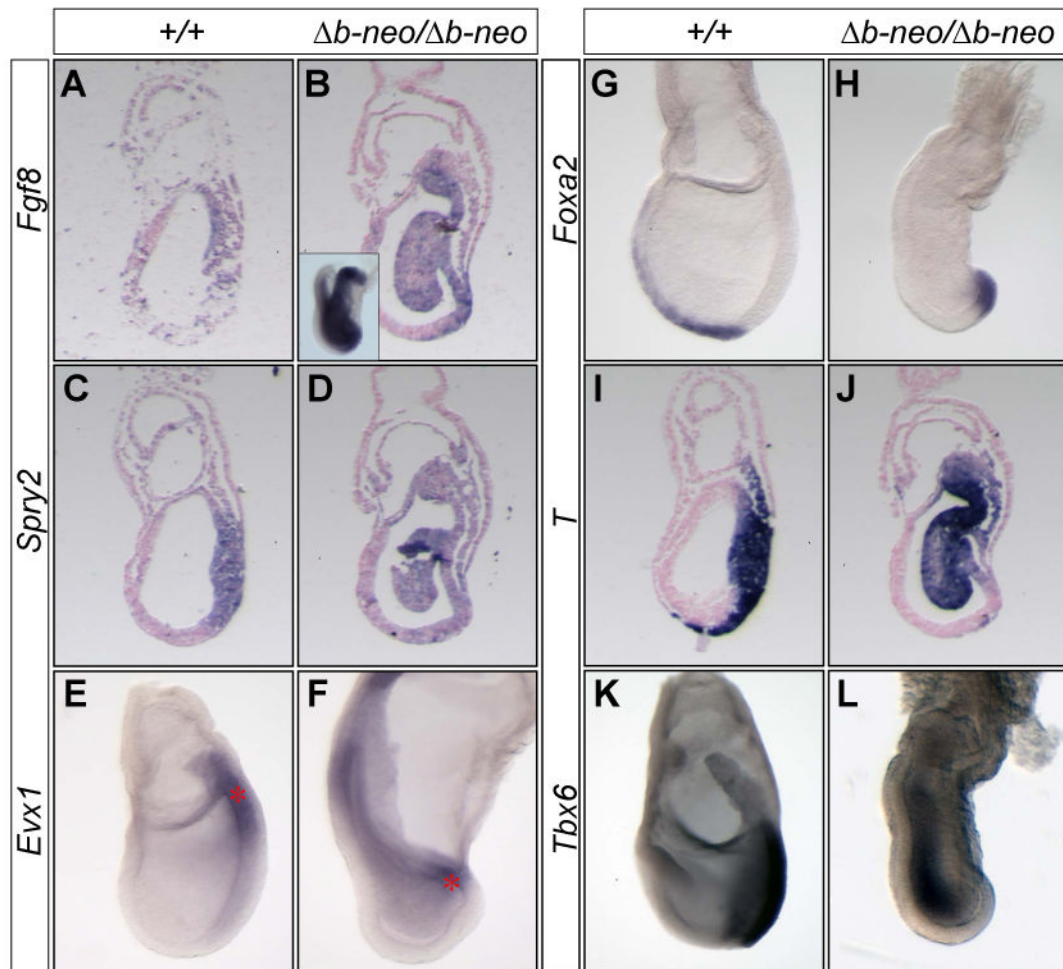 +/+ Δb-neo/Δb-neo +/+ Δb-neo/Δb-neo
Fgf8 A B Foxa2 G H
Spry2 C D T I J
Evx1 E * F * Tbx6 K L